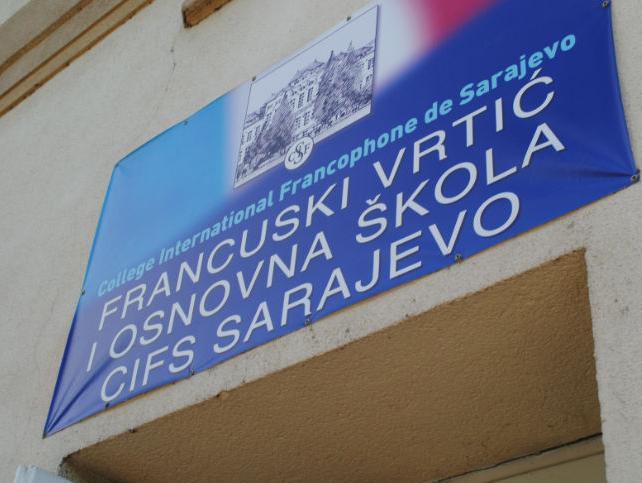 College International Francophone de Sarajevo
FRANCUSKI VRTIĆ
I OSNOVNA ŠKOLA
CIFS SARAJEVO